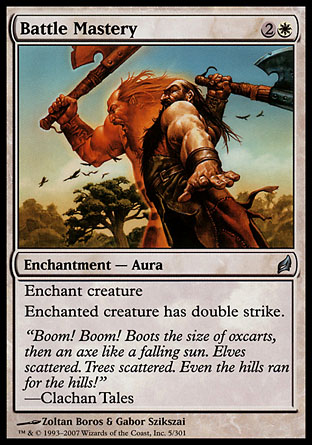 Battle Mastery 2
Enchantment — Aura
Enchant creature
Enchanted creature has double strike.
“Boom! Boom! Boots the size of oxcarts,
then an axe like a falling sun. Elves
scattered. Trees scattered. Even the hills
ran for the hills!”
—Clachan Tales
Zoltan Boros & Gabor Szikszai
™ & © 1993–2007 Wizards of the Coast, Inc. 5/301